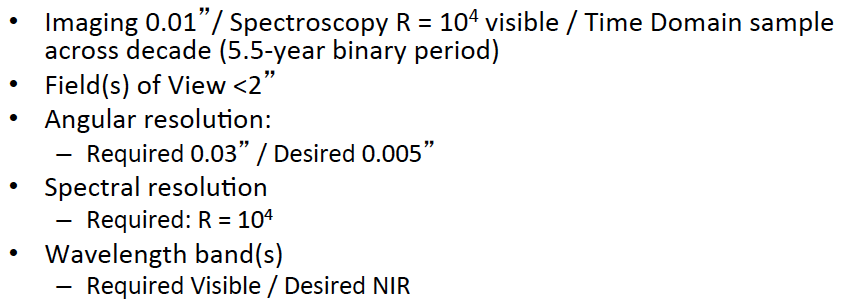 • Imaging 0.01”/ Spectroscopy R = 10⁴ visible / Time Domain sample
across decade (5.5-year binary period)
• Field(s) of View <2”
• Angular resolution:
– Required 0.03” / Desired 0.005”
• Spectral resolution
– Required: R = 10⁴
• Wavelength band(s)
– Required Visible / Desired NIR